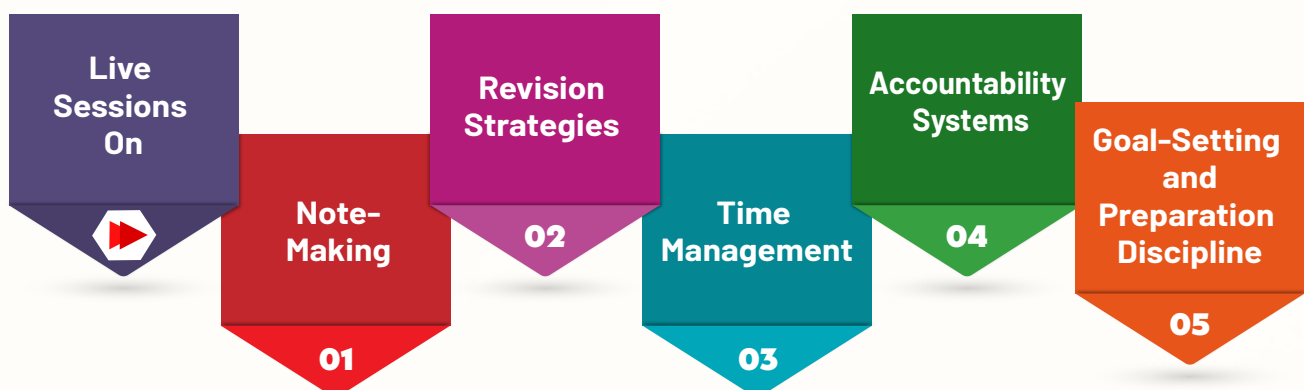 Live
Sessions
On
Note-
Making
01
Revision
Strategies
02
Time
Management
03
Accountability
Systems
04
Goal-Setting
and
Preparation
Discipline
05